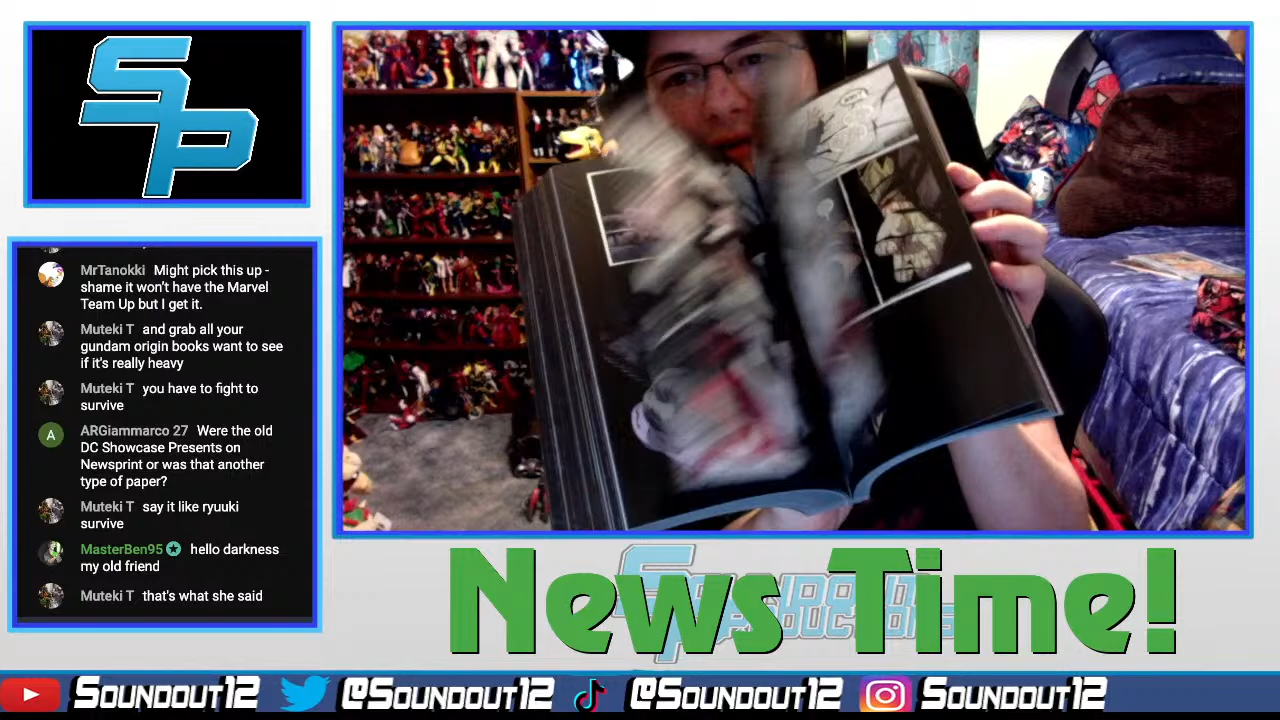 SP
MrTanokki Might pick this up -
shame it won't have the Marvel
Team Up but I get it.
Muteki T and grab all your
gundam origin books want to see
if it's really heavy
Muteki T you have to fight to
survive
A ARGiammarco 27 Were the old
DC Showcase Presents on
Newsprint or was that another
type of paper?
Muteki T say it like ryuuki
survive
MasterBen95 hello darkness
my old friend
Muteki T that's what she said
News Time!
Soundout12 @Soundout12 @Soundout12 Soundout12